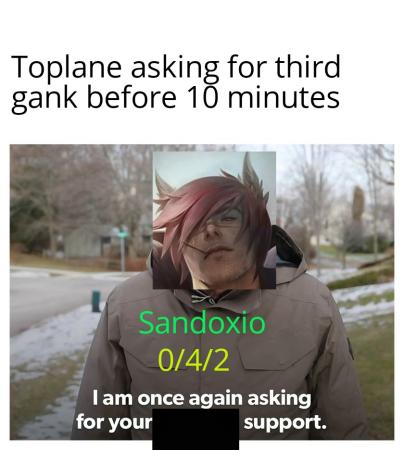 Toplane asking for third
gank before 10 minutes
Sandoxio
0/4/2
I am once again asking
for your support.